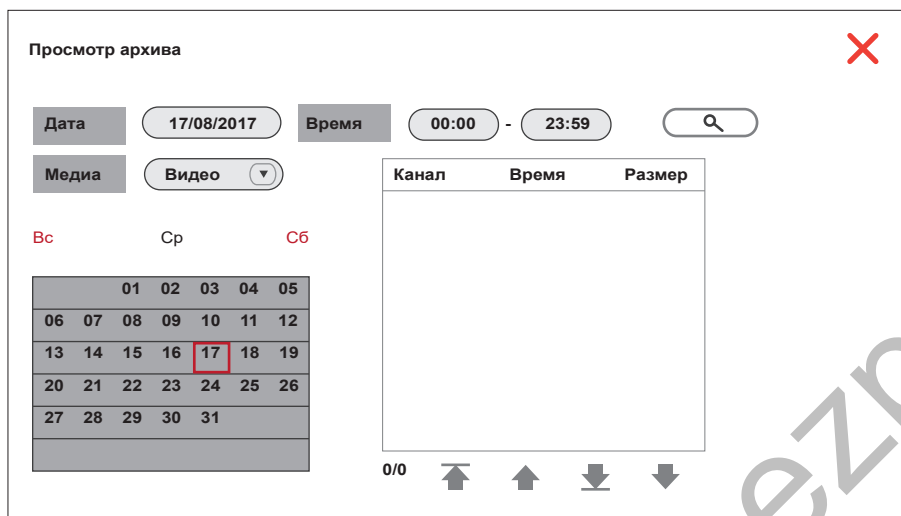 Просмотр архива
Дата 17/08/2017 Время 00:00 - 23:59
Медиа Видео
Канал Время Размер
Вс Ср Сб
01 02 03 04 05
06 07 08 09 10 11 12
13 14 15 16 17 18 19
20 21 22 23 24 25 26
27 28 29 30 31
0/0